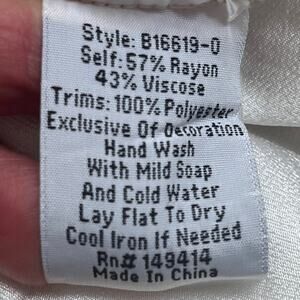 Style: B16619-0
Self: 57% Rayon
43% Viscose
Trims: 100% Polyester
Exclusive Of Decoration
Hand Wash
With Mild Soap
And Cold Water
Lay Flat To Dry
Cool Iron If Needed
Rn# 149414
Made In China